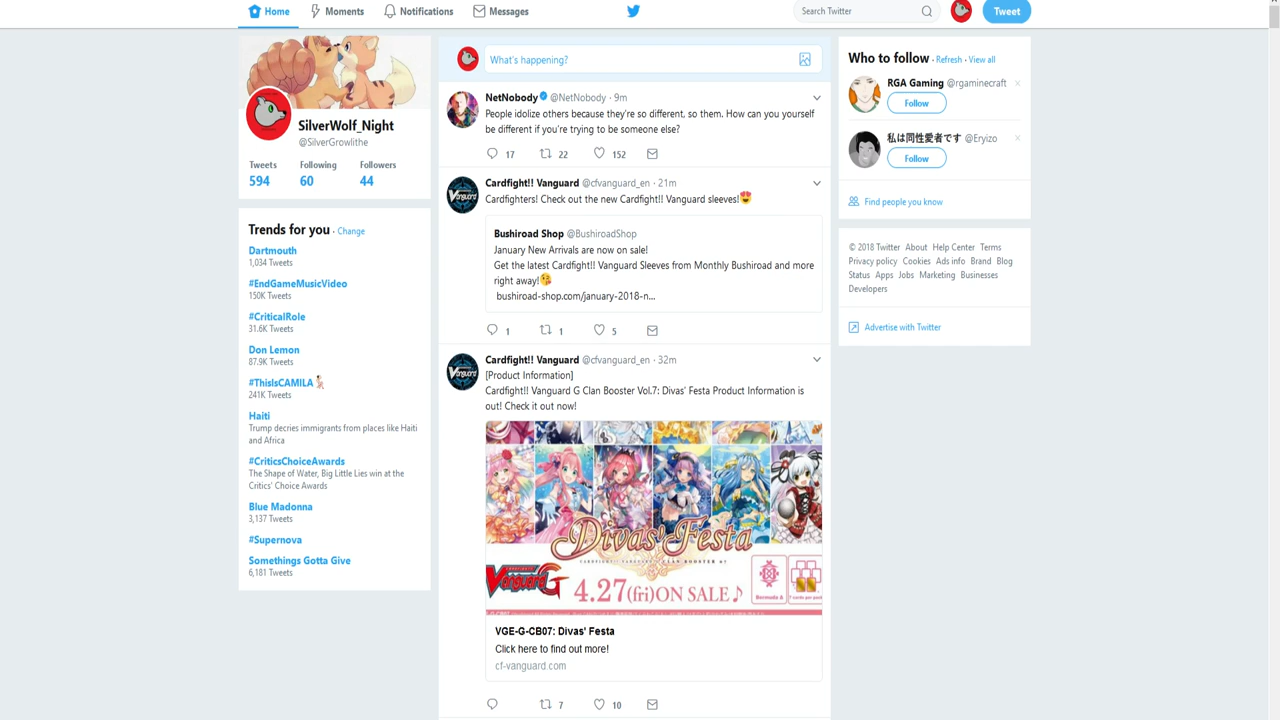 Home
Moments
Notifications
Messages
Search Twitter
Tweet
SilverWolf_Night
@SilverGrowlithe
Tweets Following Followers
594 60 44
Trends for you · Change
Dartmouth
1,034 Tweets
#EndGameMusicVideo
150K Tweets
#CriticalRole
31.6K Tweets
Don Lemon
87.9K Tweets
#ThisIsCAMILA
241K Tweets
Haiti
Trump decries immigrants from places like Haiti
and Africa
#CriticsChoiceAwards
The Shape of Water, Big Little Lies win at the
Critics' Choice Awards
Blue Madonna
3,137 Tweets
#Supernova
Somethings Gotta Give
6,181 Tweets
What's happening?
NetNobody @NetNobody · 9m
People idolize others because they're so different, so them. How can you yourself
be different if you're trying to be someone else?
17 22 152
Cardfight!! Vanguard @cfvanguard_en · 21m
Cardfighters! Check out the new Cardfight!! Vanguard sleeves!😍
Bushiroad Shop @BushiroadShop
January New Arrivals are now on sale!
Get the latest Cardfight!! Vanguard Sleeves from Monthly Bushiroad and more
right away!😘
bushiroad-shop.com/january-2018-n...
1 1 5
Cardfight!! Vanguard @cfvanguard_en · 32m
[Product Information]
Cardfight!! Vanguard G Clan Booster Vol.7: Divas' Festa Product Information is
out! Check it out now!
Divas' Festa
CARDFIGHT!! VANGUARD G CLAN BOOSTER
Vanguard G
4.27(fri)ON SALE♪
VGE-G-CB07: Divas' Festa
Click here to find out more!
cf-vanguard.com
7 10
Who to follow · Refresh · View all
RGA Gaming @rgaminecraft
Follow
私は同性愛者です @Eryizo
Follow
Find people you know
© 2018 Twitter About Help Center Terms
Privacy policy Cookies Ads info Brand Blog
Status Apps Jobs Marketing Businesses
Developers
Advertise with Twitter